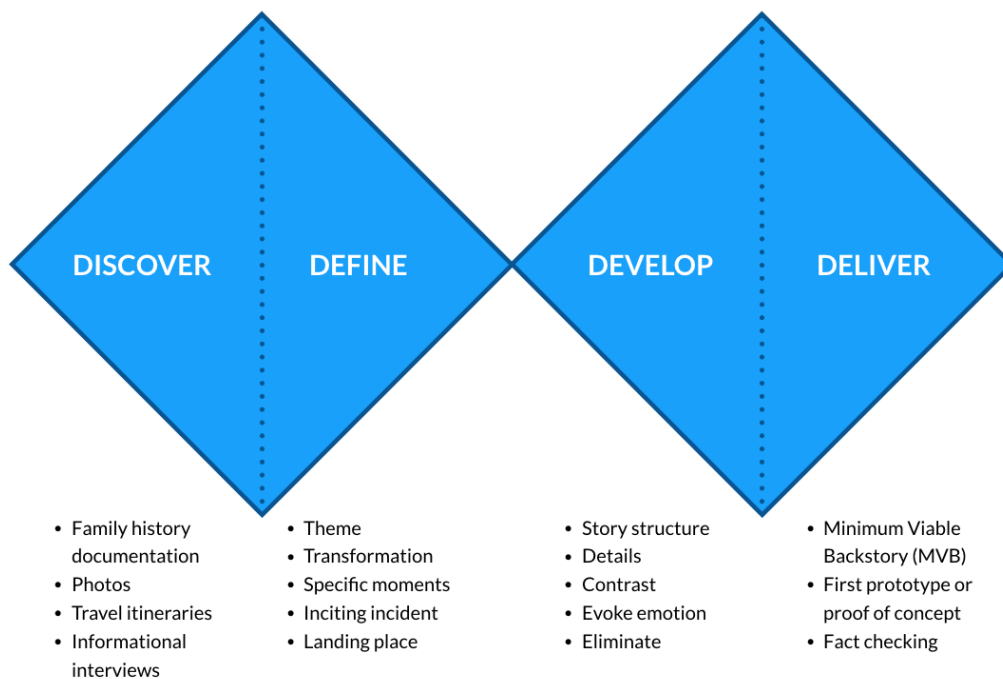 DISCOVER
DEFINE
DEVELOP
DELIVER
• Family history
documentation
• Photos
• Travel itineraries
• Informational
interviews
• Theme
• Transformation
• Specific moments
• Inciting incident
• Landing place
• Story structure
• Details
• Contrast
• Evoke emotion
• Eliminate
• Minimum Viable
Backstory (MVB)
• First prototype or
proof of concept
• Fact checking